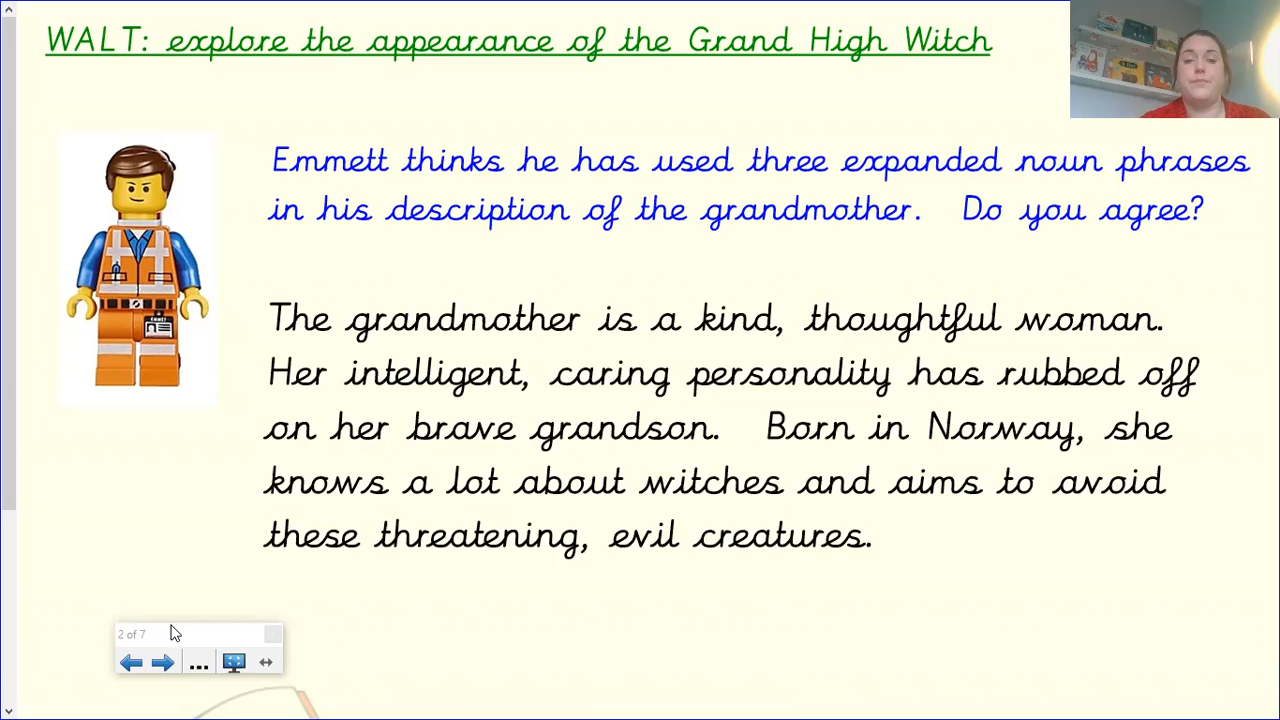 WALT: explore the appearance of the Grand High Witch
Emmett thinks he has used three expanded noun phrases
in his description of the grandmother. Do you agree?
The grandmother is a kind, thoughtful woman.
Her intelligent, caring personality has rubbed off
on her brave grandson. Born in Norway, she
knows a lot about witches and aims to avoid
these threatening, evil creatures.
EMMET
2 of 7
...